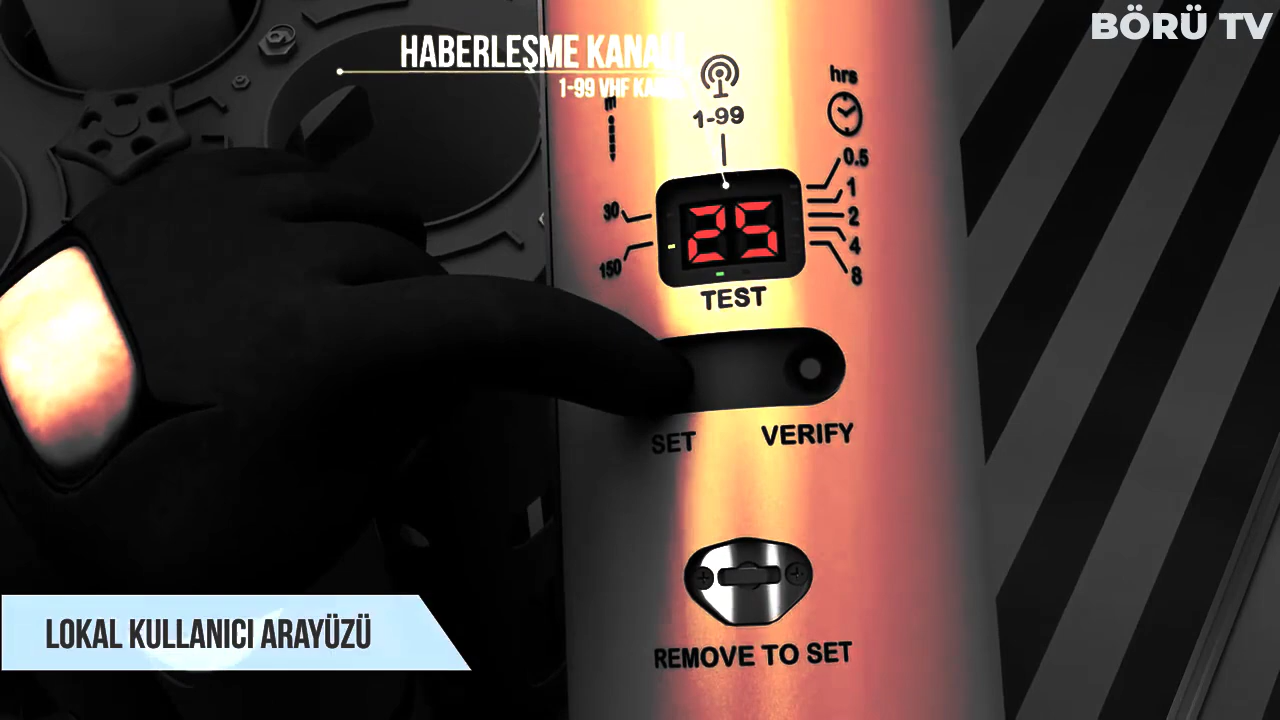 BÖRÜ TV
HABERLEŞME KANALI
1-99 VHF
hrs
1-99
0.5
1
2
4
8
30
150
25
TEST
SET
VERIFY
REMOVE TO SET
LOKAL KULLANICI ARAYÜZÜ